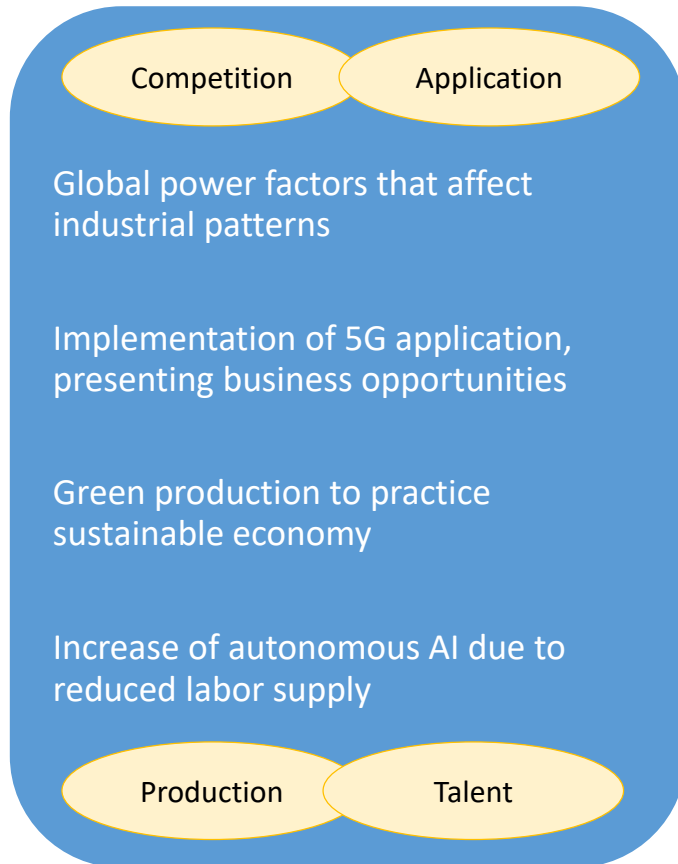 Competition
Application
Global power factors that affect
industrial patterns
Implementation of 5G application,
presenting business opportunities
Green production to practice
sustainable economy
Increase of autonomous AI due to
reduced labor supply
Production
Talent